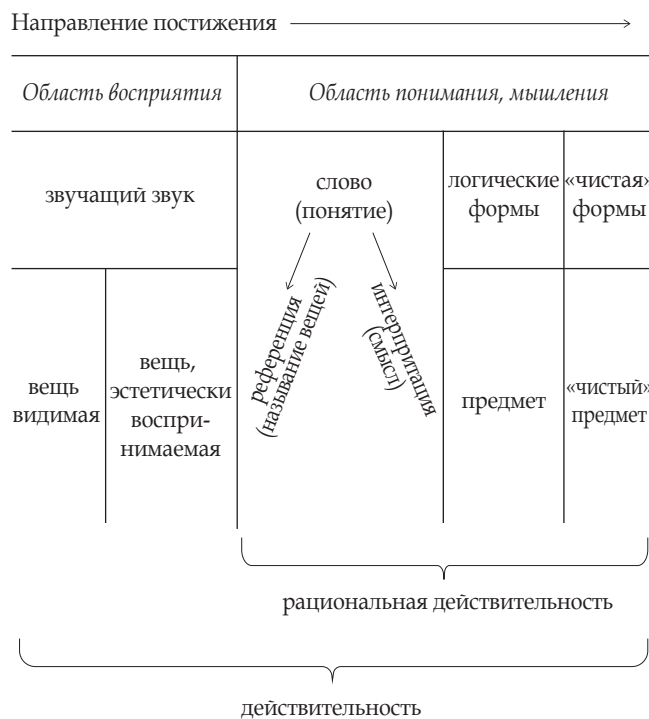 Направление постижения
Область восприятия
Область понимания, мышления
звучащий звук
слово
(понятие)
логические
формы
«чистая»
формы
референция
(называние вещей)
интерпритация
(смысл)
вещь
видимая
вещь,
эстетически
воспри-
нимаемая
предмет
«чистый»
предмет
рациональная действительность
действительность